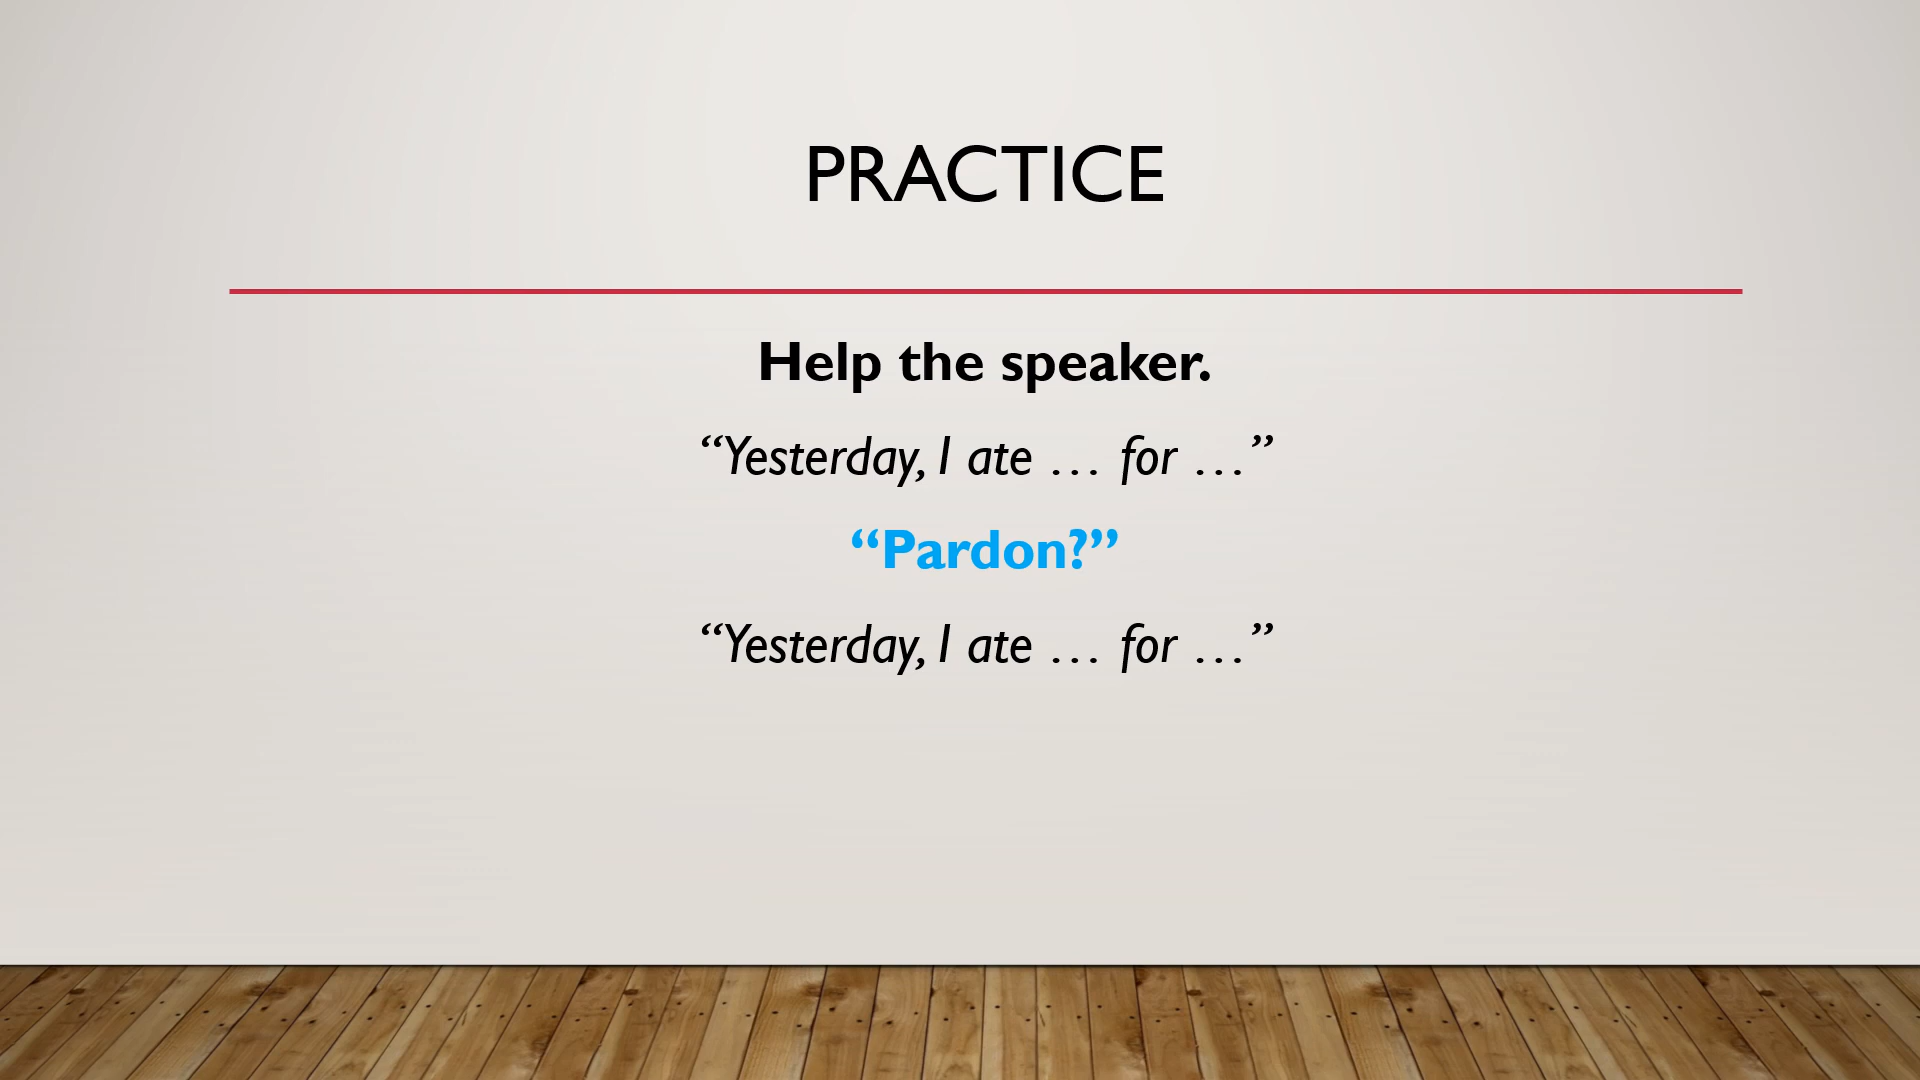 PRACTICE
Help the speaker.
“Yesterday, I ate … for …”
“Pardon?”
“Yesterday, I ate … for …”